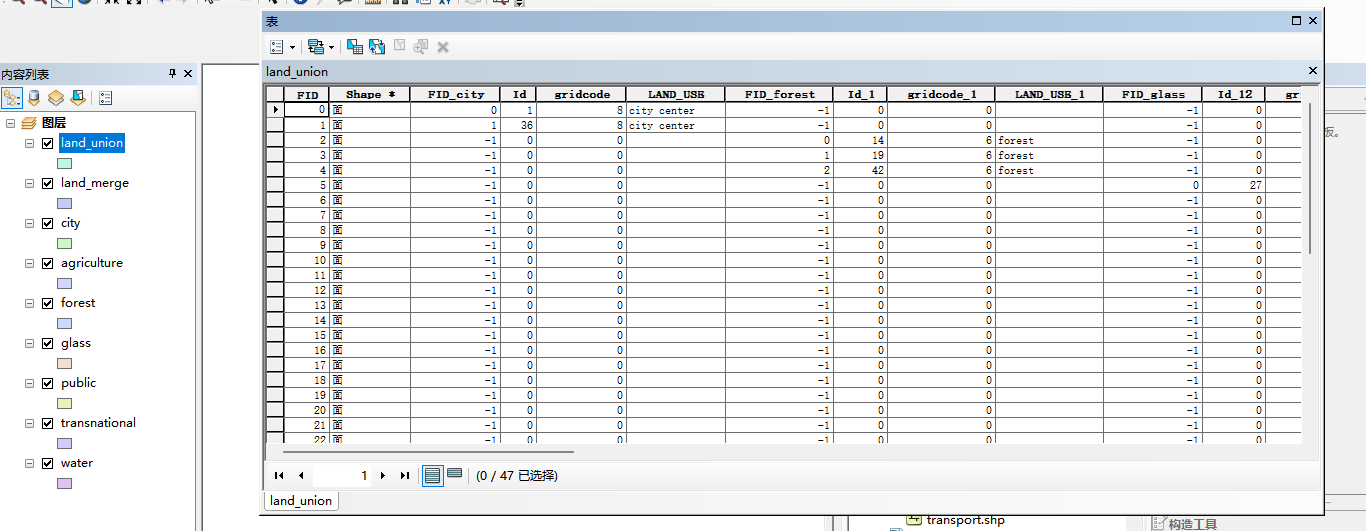 表
内容列表
图层
land_union
land_merge
city
agriculture
forest
glass
public
transnational
water
land_union
FID Shape * FID_city Id gridcode LAND_USE FID_forest Id_1 gridcode_1 LAND_USE_1 FID_glass Id_12
0 面 0 1 8 city center -1 0 0 -1 0
1 面 1 36 8 city center -1 0 0 -1 0
2 面 -1 0 0 0 14 6 forest -1 0
3 面 -1 0 0 1 19 6 forest -1 0
4 面 -1 0 0 2 42 6 forest -1 0
5 面 -1 0 0 -1 0 0 0 27
6 面 -1 0 0 -1 0 0 -1 0
7 面 -1 0 0 -1 0 0 -1 0
8 面 -1 0 0 -1 0 0 -1 0
9 面 -1 0 0 -1 0 0 -1 0
10 面 -1 0 0 -1 0 0 -1 0
11 面 -1 0 0 -1 0 0 -1 0
12 面 -1 0 0 -1 0 0 -1 0
13 面 -1 0 0 -1 0 0 -1 0
14 面 -1 0 0 -1 0 0 -1 0
15 面 -1 0 0 -1 0 0 -1 0
16 面 -1 0 0 -1 0 0 -1 0
17 面 -1 0 0 -1 0 0 -1 0
18 面 -1 0 0 -1 0 0 -1 0
19 面 -1 0 0 -1 0 0 -1 0
20 面 -1 0 0 -1 0 0 -1 0
21 面 -1 0 0 -1 0 0 -1 0
22 面 -1 0 0 -1 0 0 -1 0
1 (0 / 47 已选择)
land_union
板。
transport.shp
构造工具